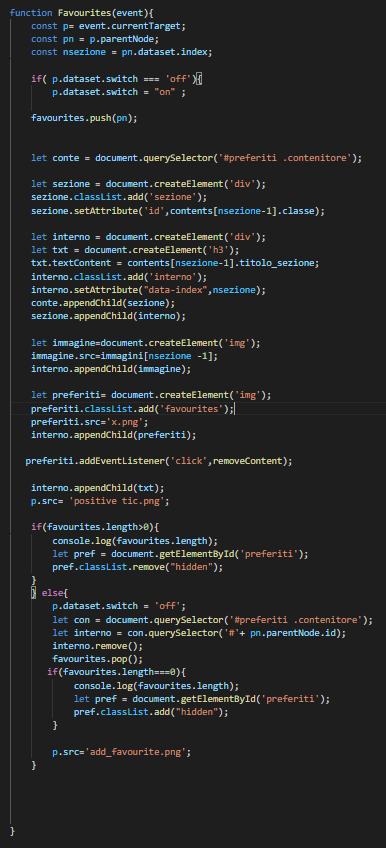 function Favourites(event){
const p= event.currentTarget;
const pn = p.parentNode;
const nsezione = pn.dataset.index;
if( p.dataset.switch === 'off'){
p.dataset.switch = "on" ;
favourites.push(pn);
let conte = document.querySelector('#preferiti .contenitore');
let sezione = document.createElement('div');
sezione.classList.add('sezione');
sezione.setAttribute('id',contents[nsezione-1].classe);
let interno = document.createElement('div');
let txt = document.createElement('h3');
txt.textContent = contents[nsezione-1].titolo_sezione;
interno.classList.add('interno');
interno.setAttribute("data-index",nsezione);
conte.appendChild(sezione);
sezione.appendChild(interno);
let immagine=document.createElement('img');
immagine.src=immagini[nsezione -1];
interno.appendChild(immagine);
let preferiti= document.createElement('img');
preferiti.classList.add('favourites');
preferiti.src='x.png';
interno.appendChild(preferiti);
preferiti.addEventListener('click',removeContent);
interno.appendChild(txt);
p.src= 'positive tic.png';
if(favourites.length>0){
console.log(favourites.length);
let pref = document.getElementById('preferiti');
pref.classList.remove("hidden");
}
} else{
p.dataset.switch = 'off';
let con = document.querySelector('#preferiti .contenitore');
let interno = con.querySelector('#'+ pn.parentNode.id);
interno.remove();
favourites.pop();
if(favourites.length===0){
console.log(favourites.length);
let pref = document.getElementById('preferiti');
pref.classList.add("hidden");
}
p.src='add_favourite.png';
}
}